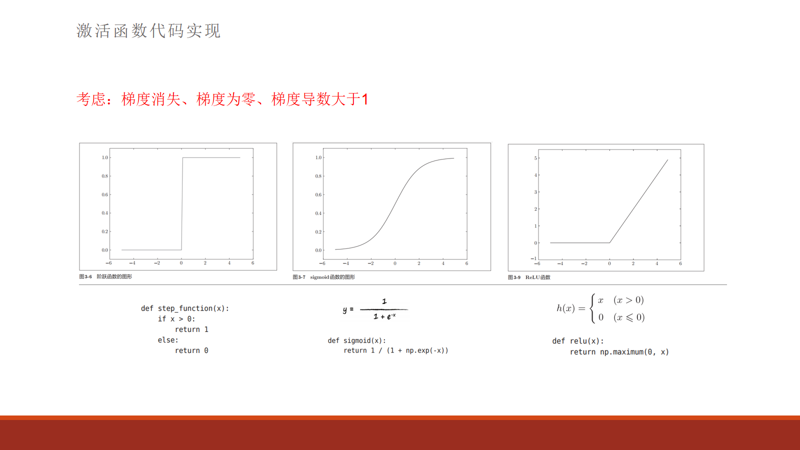 激活函数代码实现
考虑：梯度消失、梯度为零、梯度导数大于1
1.0
0.8
0.6
0.4
0.2
0.0
−6 −4 −2 0 2 4 6
图3-6 阶跃函数的图形
1.0
0.8
0.6
0.4
0.2
0.0
−6 −4 −2 0 2 4 6
图3-7 sigmoid函数的图形
5
4
3
2
1
0
−1
−6 −4 −2 0 2 4 6
图3-9 ReLU函数
def step_function(x):
if x > 0:
return 1
else:
return 0
y = 1 / (1 + e^-x)
def sigmoid(x):
return 1 / (1 + np.exp(-x))
h(x) = { x (x > 0)
0 (x ⩽ 0)
def relu(x):
return np.maximum(0, x)